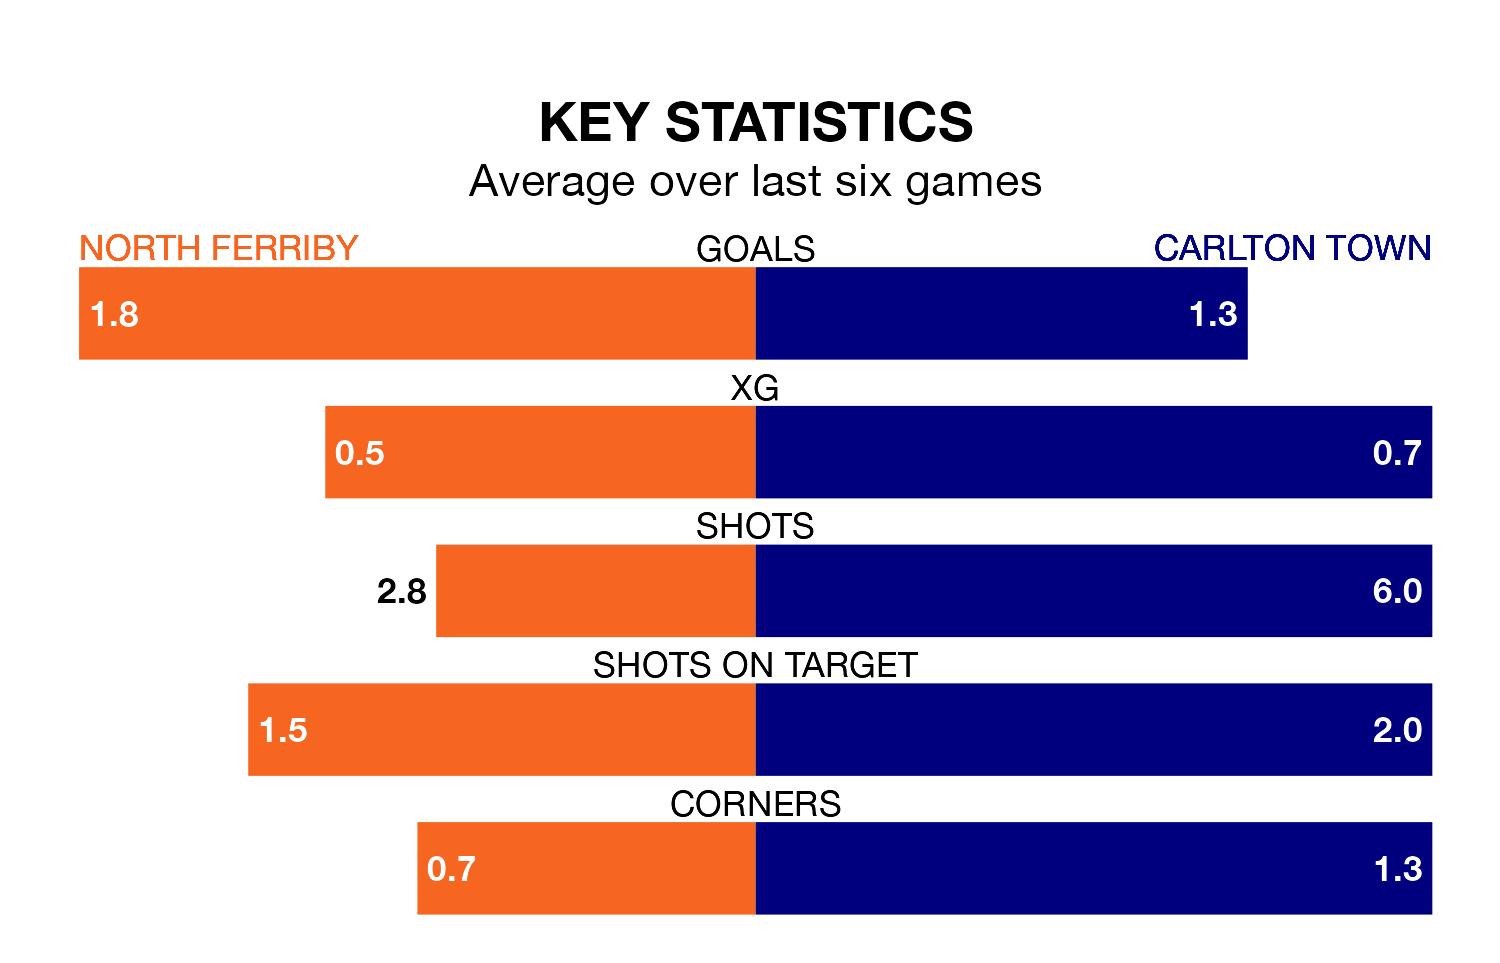 KEY STATISTICS
Average over last six games
NORTH FERRIBY GOALS CARLTON TOWN
1.8 1.3
XG
0.5 0.7
SHOTS
2.8 6.0
SHOTS ON TARGET
1.5 2.0
CORNERS
0.7 1.3